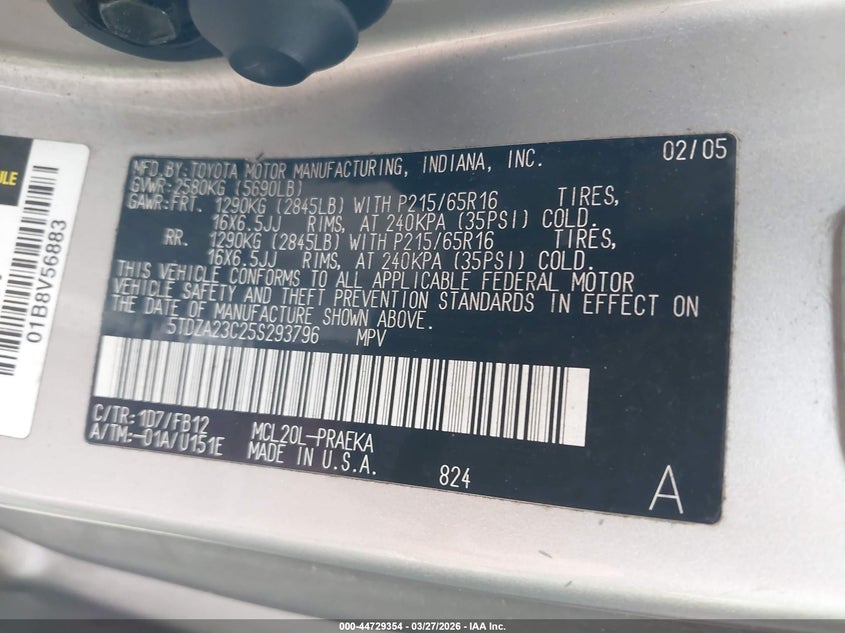 MFD.BY: TOYOTA MOTOR MANUFACTURING, INDIANA, INC. 02/05
GVWR: 2580KG (5690LB)
GAWR: FRT. 1290KG (2845LB) WITH P215/65R16 TIRES,
16X6.5JJ RIMS, AT 240KPA (35PSI) COLD.
RR. 1290KG (2845LB) WITH P215/65R16 TIRES,
16X6.5JJ RIMS, AT 240KPA (35PSI) COLD.
THIS VEHICLE CONFORMS TO ALL APPLICABLE FEDERAL MOTOR
VEHICLE SAFETY AND THEFT PREVENTION STANDARDS IN EFFECT ON
THE DATE OF MANUFACTURE SHOWN ABOVE.
5TDZA23C25S293796 MPV
C/TR: 1D7/FB12 MCL20L-PRAEKA
A/TM: -01A/U151E MADE IN U.S.A.
824
A
01B8V56883
000-44729354 - 03/27/2026 - IAA Inc.